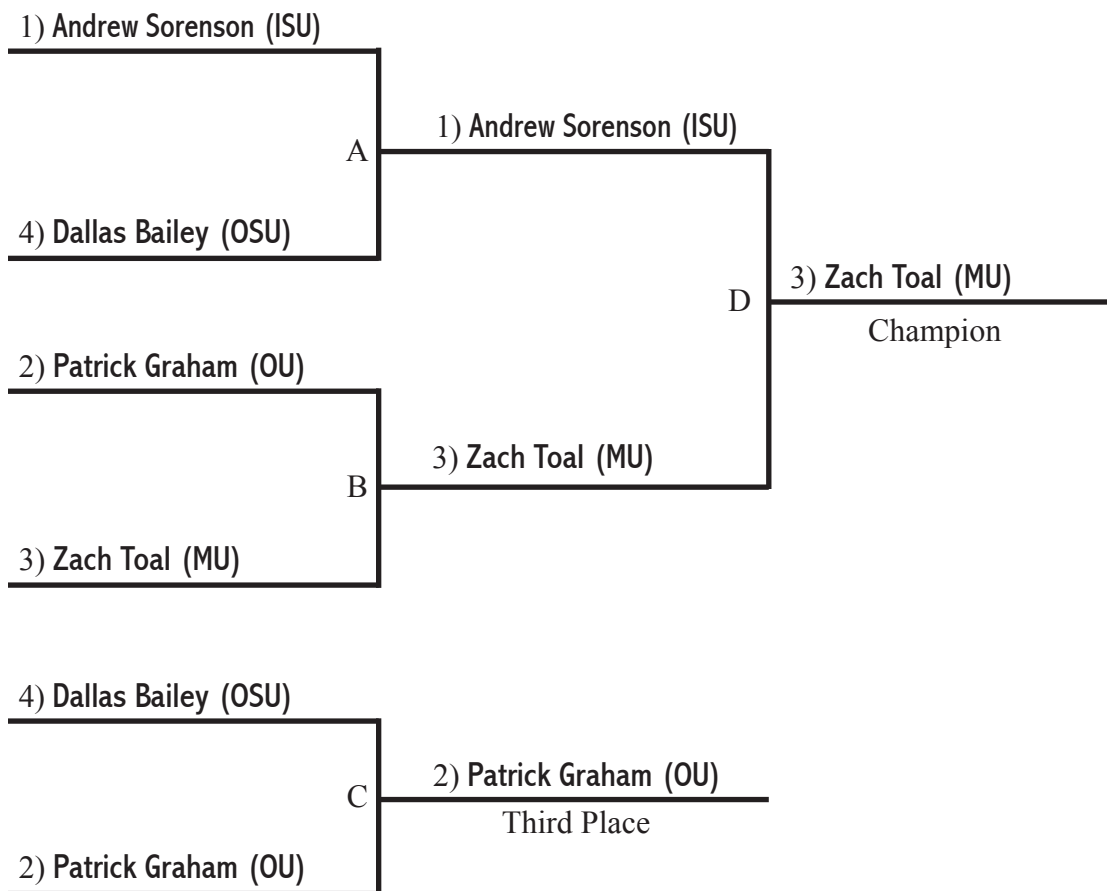 1) Andrew Sorenson (ISU)
A
1) Andrew Sorenson (ISU)
4) Dallas Bailey (OSU)
D
3) Zach Toal (MU)
Champion
2) Patrick Graham (OU)
B
3) Zach Toal (MU)
3) Zach Toal (MU)
4) Dallas Bailey (OSU)
C
2) Patrick Graham (OU)
Third Place
2) Patrick Graham (OU)